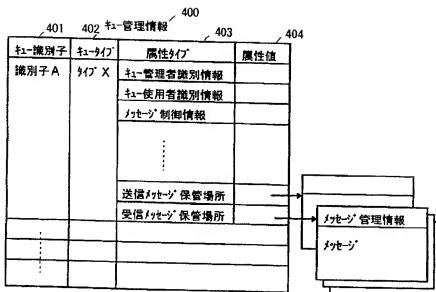 キュー管理情報 400
401 402 403 404
キュー識別子 キュータイプ 属性タイプ 属性値
識別子A タイプX キュー管理者識別情報
キュー使用者識別情報
メッセージ制御情報
送信メッセージ保管場所
受信メッセージ保管場所
メッセージ管理情報
メッセージ